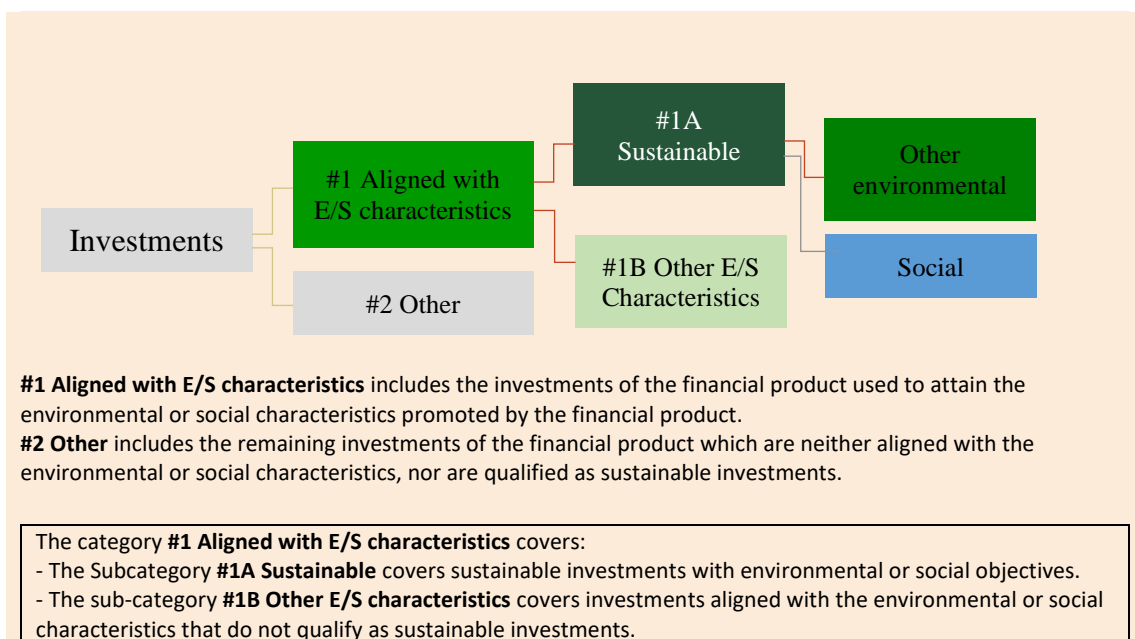 #1A
Sustainable
Other
environmental
#1 Aligned with
E/S characteristics
Investments
#1B Other E/S
Characteristics
Social
#2 Other
#1 Aligned with E/S characteristics includes the investments of the financial product used to attain the
environmental or social characteristics promoted by the financial product.
#2 Other includes the remaining investments of the financial product which are neither aligned with the
environmental or social characteristics, nor are qualified as sustainable investments.
The category #1 Aligned with E/S characteristics covers:
- The Subcategory #1A Sustainable covers sustainable investments with environmental or social objectives.
- The sub-category #1B Other E/S characteristics covers investments aligned with the environmental or social
characteristics that do not qualify as sustainable investments.